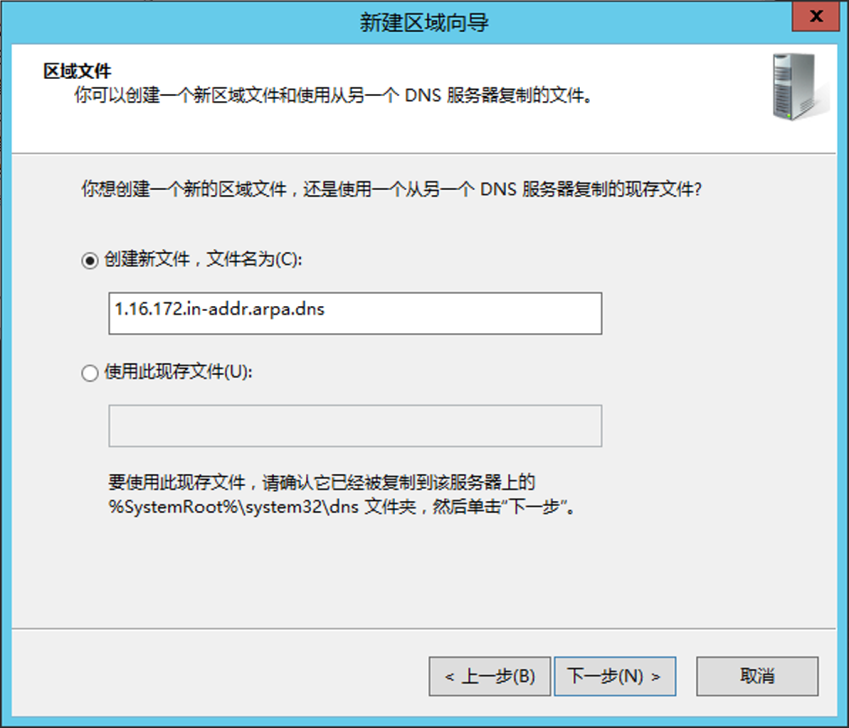 新建区域向导
x
区域文件
你可以创建一个新区域文件和使用从另一个 DNS 服务器复制的文件。
你想创建一个新的区域文件，还是使用一个从另一个 DNS 服务器复制的现存文件?
创建新文件，文件名为(C):
1.16.172.in-addr.arpa.dns
使用此现存文件(U):
要使用此现存文件，请确认它已经被复制到该服务器上的
%SystemRoot%\system32\dns 文件夹，然后单击“下一步”。
< 上一步(B)
下一步(N) >
取消